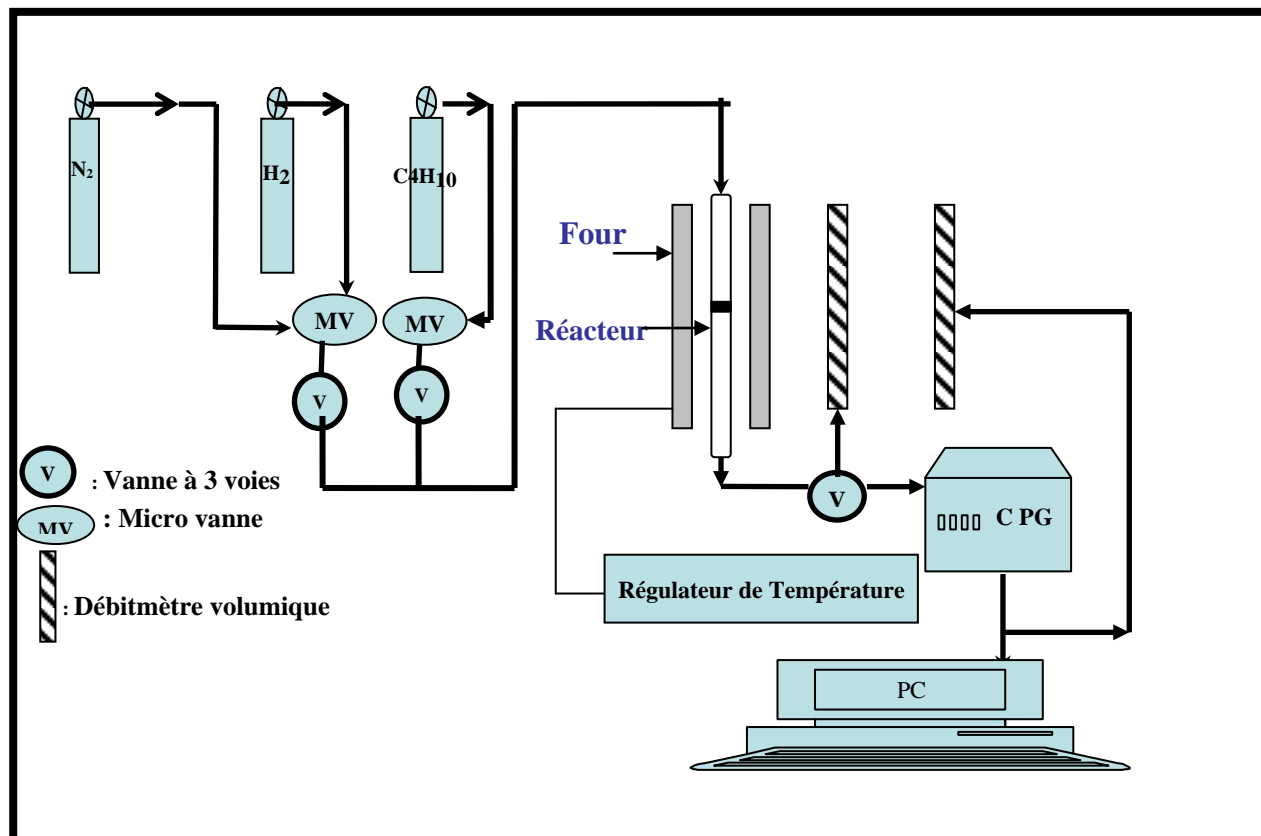 N₂
H2
C4H10
Four
MV
MV
Réacteur
V
V
V
: Vanne à 3 voies
V
C PG
MV
: Micro vanne
Régulateur de Température
: Débitmètre volumique
PC